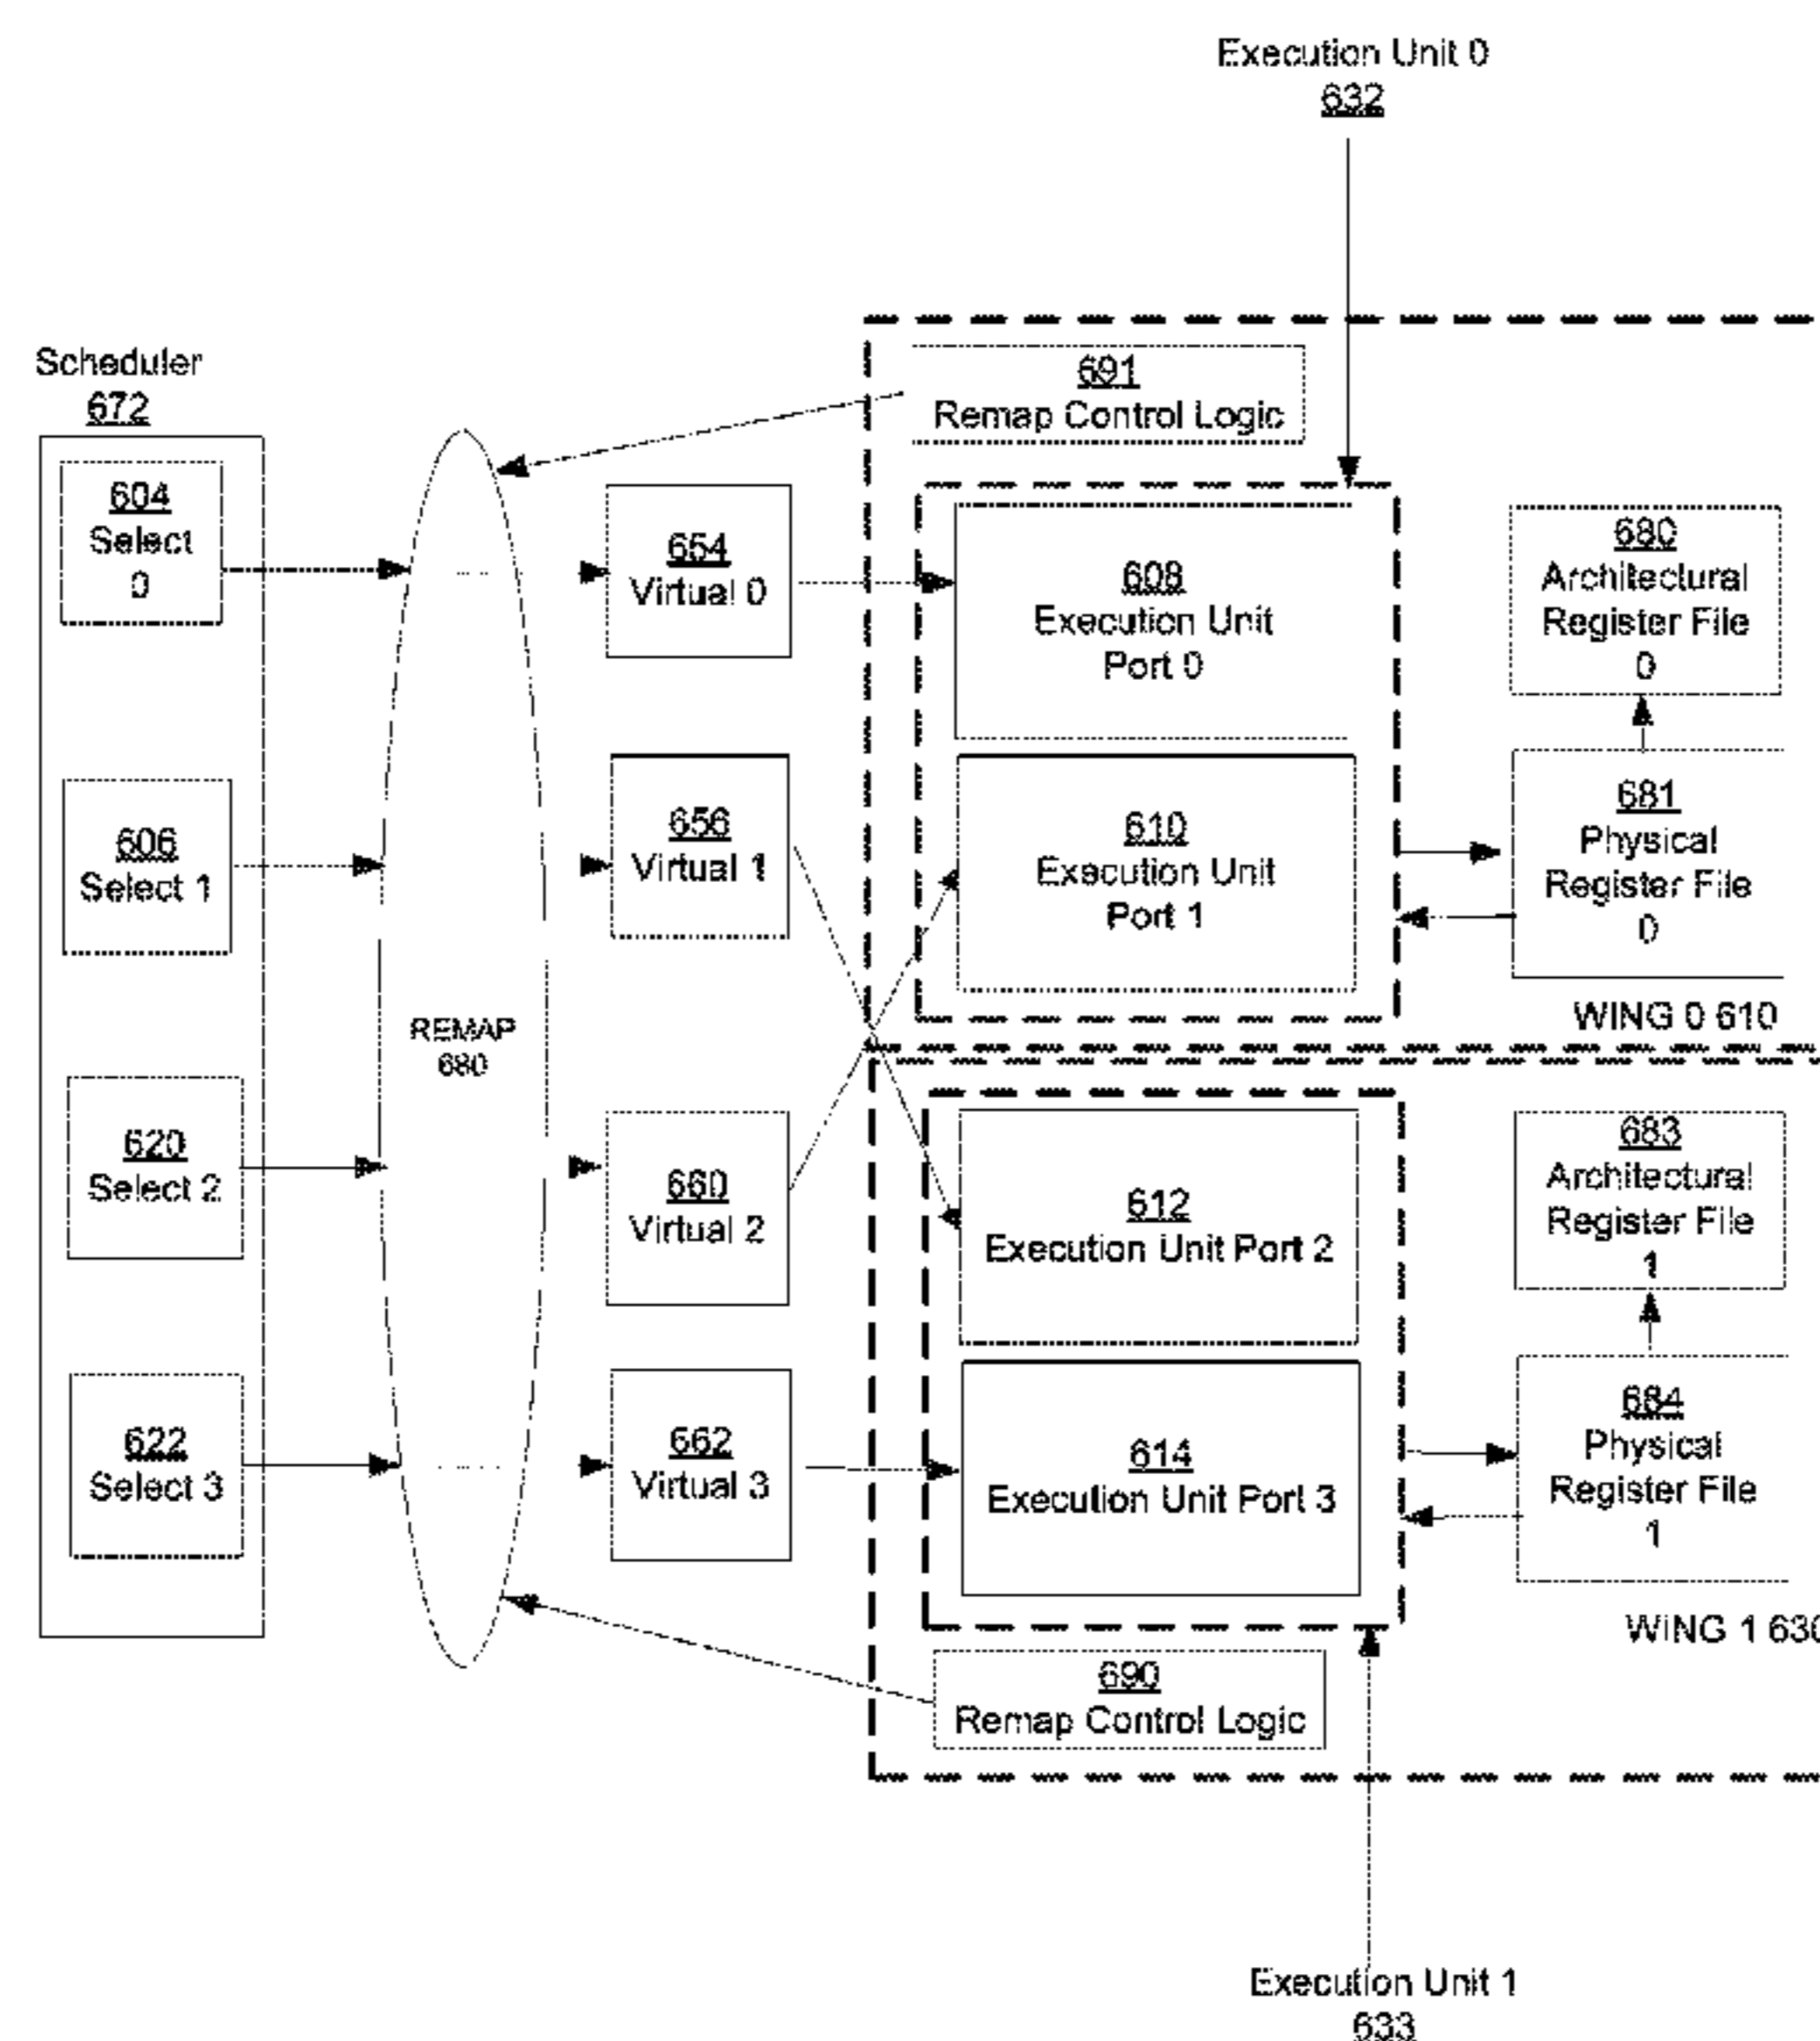 Execution Unit 0
632
Scheduler
672
691
Remap Control Logic
604
Select
0
654
Virtual 0
608
Execution Unit
Port 0
680
Architectural
Register File
0
606
Select 1
656
Virtual 1
610
Execution Unit
Port 1
681
Physical
Register File
0
WING 0 610
REMAP
680
620
Select 2
660
Virtual 2
612
Execution Unit Port 2
683
Architectural
Register File
1
622
Select 3
662
Virtual 3
614
Execution Unit Port 3
684
Physical
Register File
1
WING 1 630
690
Remap Control Logic
Execution Unit 1
633